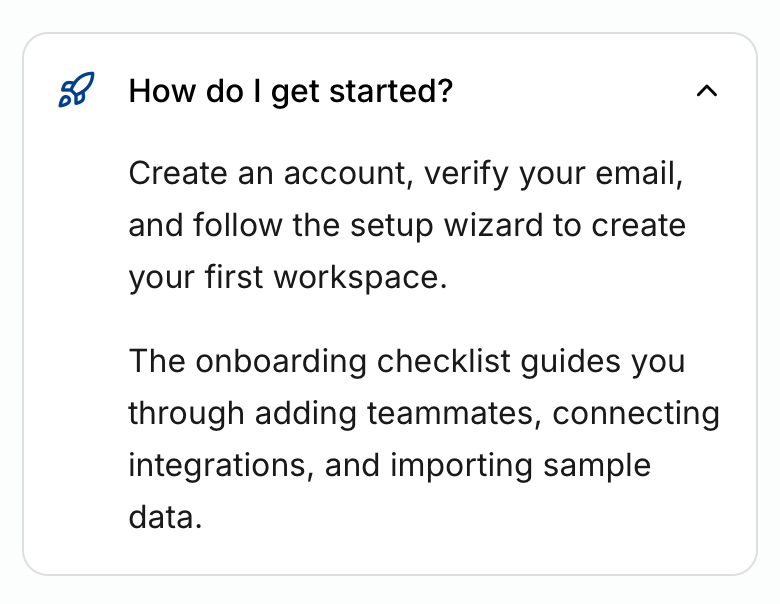 How do I get started?
Create an account, verify your email,
and follow the setup wizard to create
your first workspace.
The onboarding checklist guides you
through adding teammates, connecting
integrations, and importing sample
data.